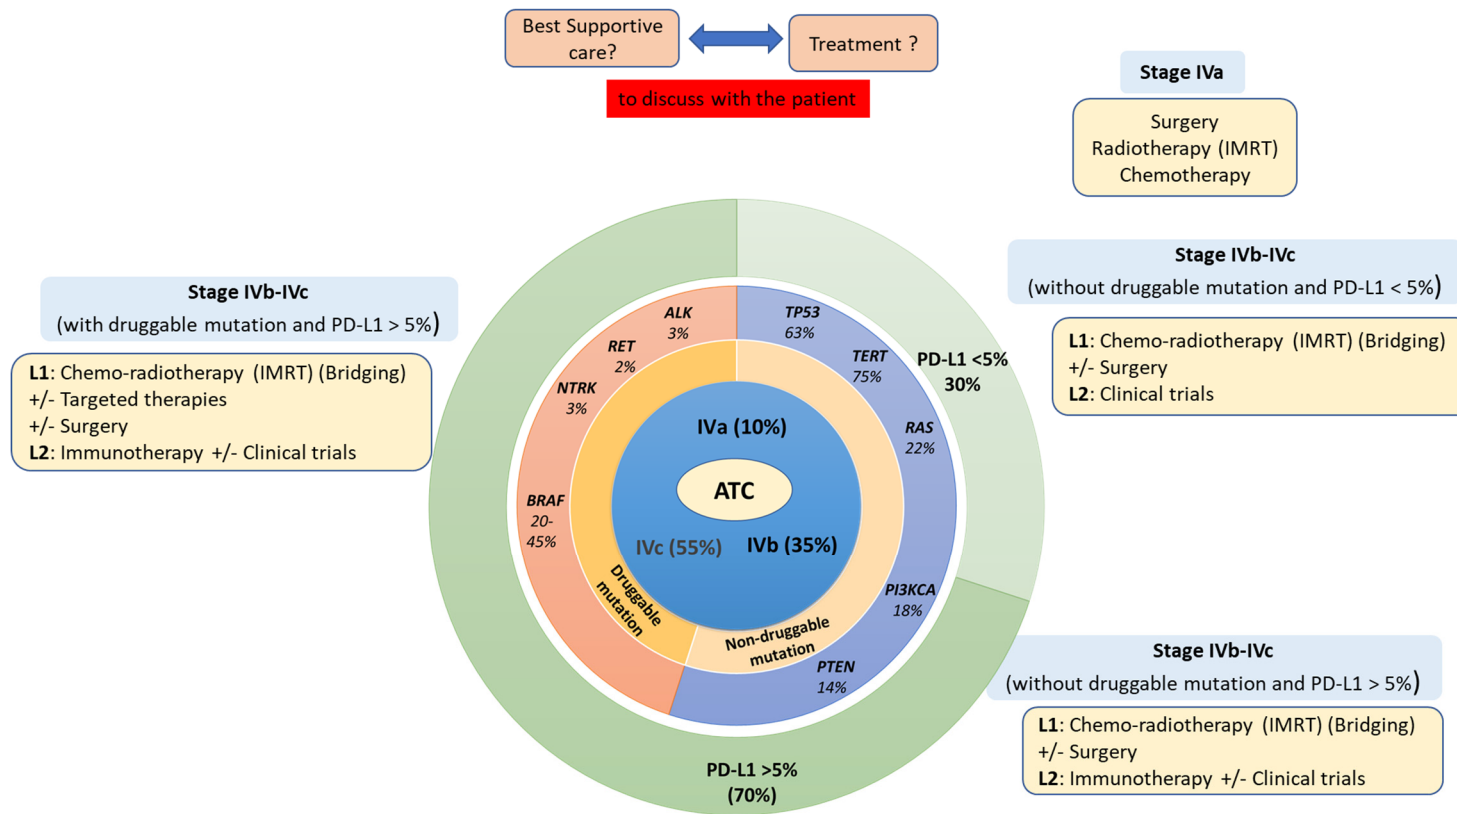 Best Supportive
care?
Treatment ?
to discuss with the patient
Stage IVa
Surgery
Radiotherapy (IMRT)
Chemotherapy
Stage IVb-IVc
(with druggable mutation and PD-L1 > 5%)
L1: Chemo-radiotherapy (IMRT) (Bridging)
+/- Targeted therapies
+/- Surgery
L2: Immunotherapy +/- Clinical trials
Stage IVb-IVc
(without druggable mutation and PD-L1 < 5%)
L1: Chemo-radiotherapy (IMRT) (Bridging)
+/- Surgery
L2: Clinical trials
ALK
3%
RET
2%
NTRK
3%
BRAF
20-
45%
TP53
63%
TERT
75%
RAS
22%
PI3KCA
18%
PTEN
14%
PD-L1 <5%
30%
IVa (10%)
ATC
IVc (55%)
IVb (35%)
Druggable
mutation
Non-druggable
mutation
PD-L1 >5%
(70%)
Stage IVb-IVc
(without druggable mutation and PD-L1 > 5%)
L1: Chemo-radiotherapy (IMRT) (Bridging)
+/- Surgery
L2: Immunotherapy +/- Clinical trials